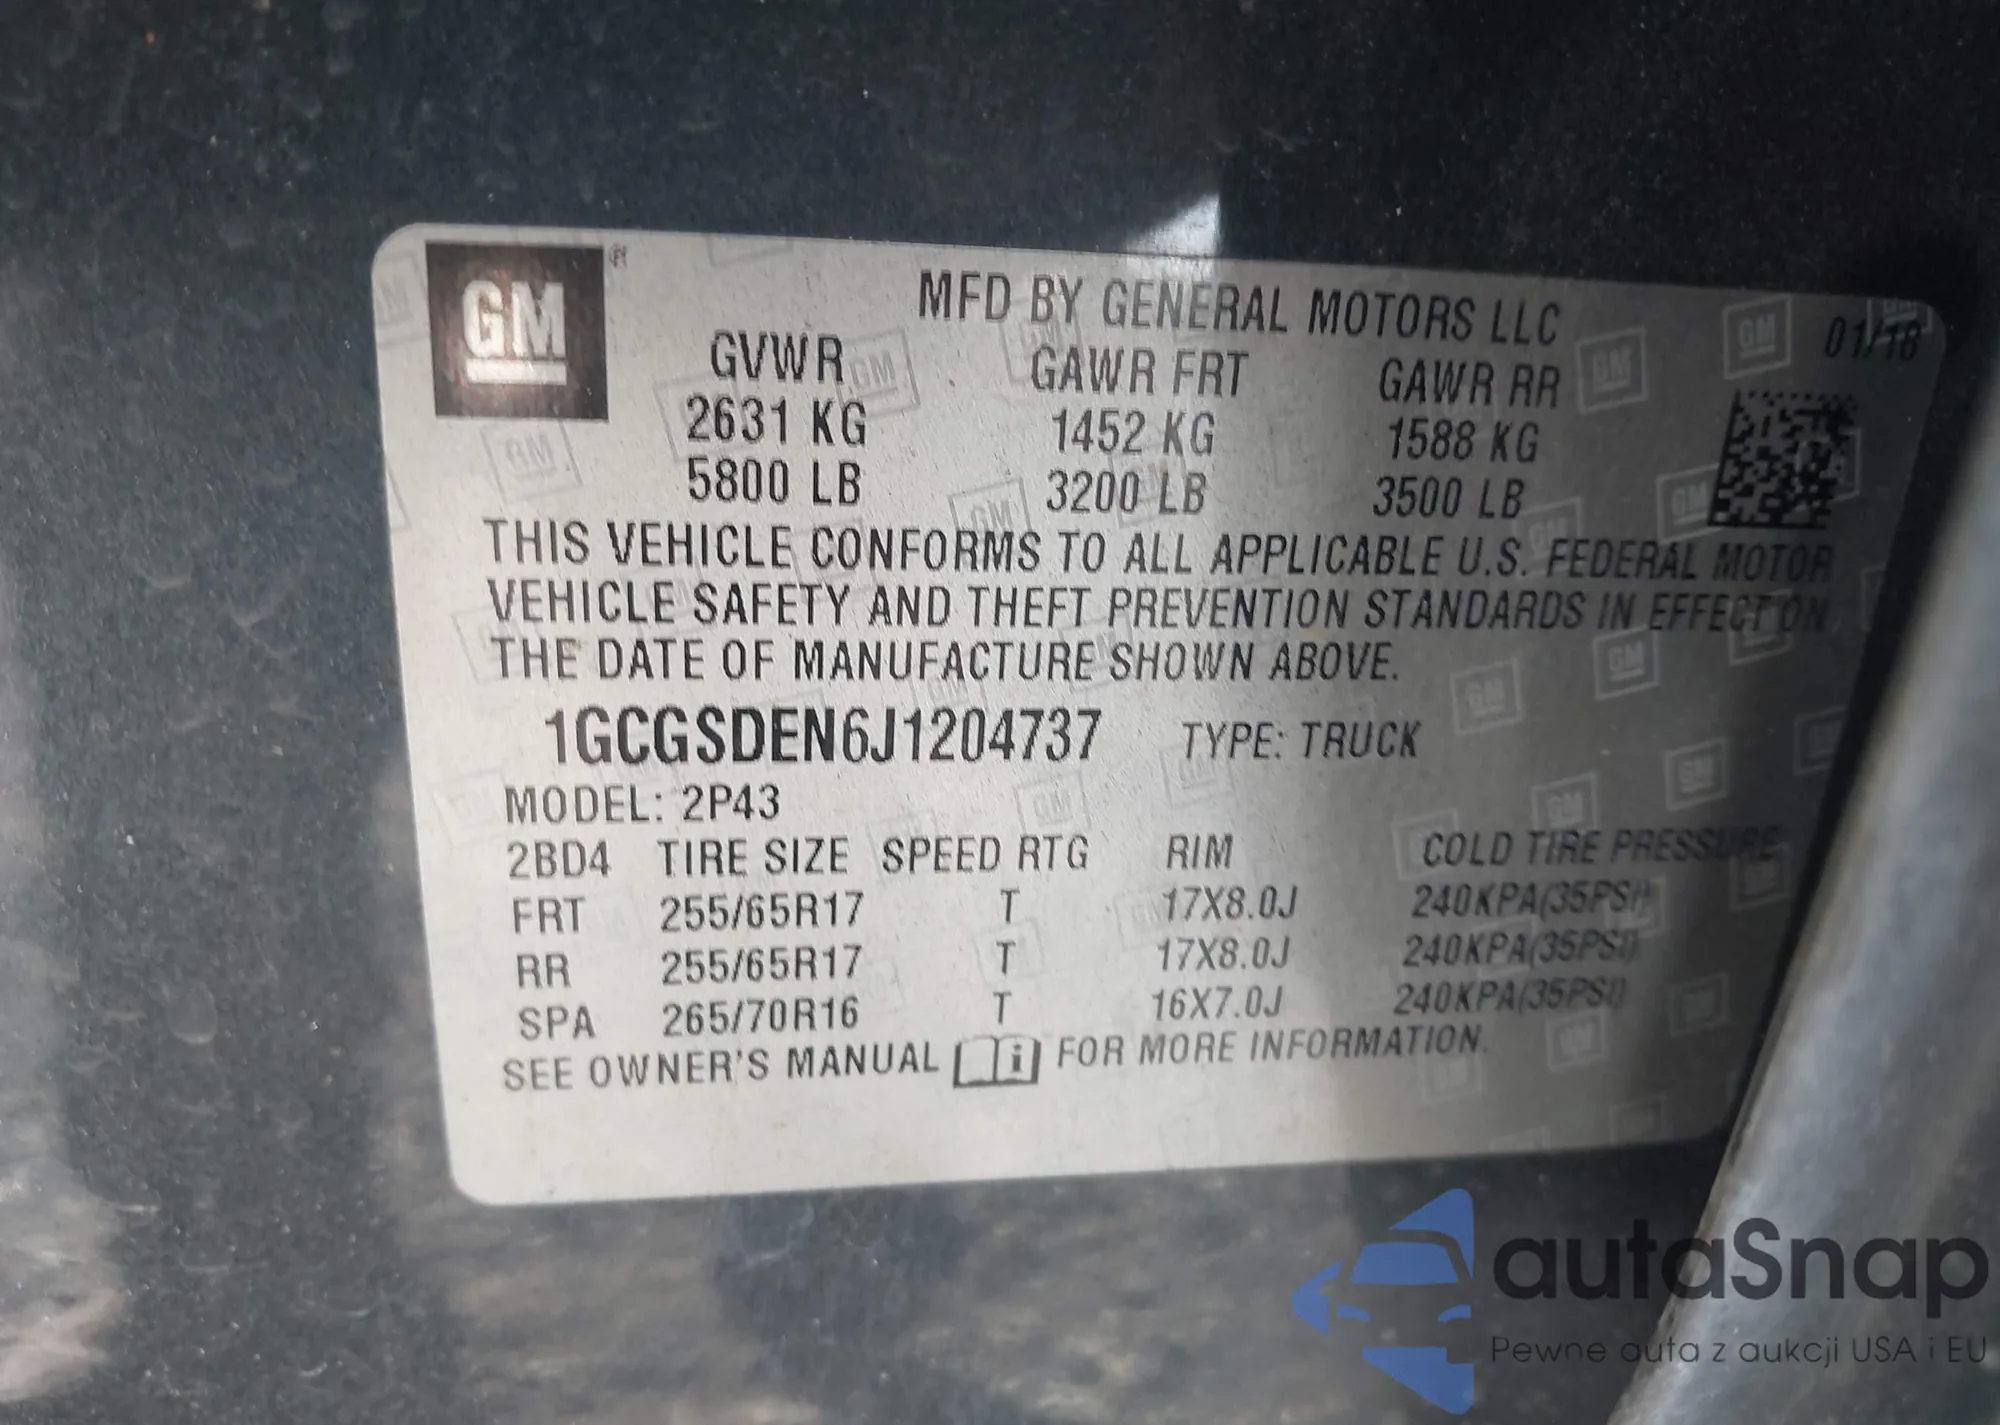 GM
MFD BY GENERAL MOTORS LLC
01/18
GVWR GAWR FRT GAWR RR
2631 KG 1452 KG 1588 KG
5800 LB 3200 LB 3500 LB
THIS VEHICLE CONFORMS TO ALL APPLICABLE U.S. FEDERAL MOTOR
VEHICLE SAFETY AND THEFT PREVENTION STANDARDS IN EFFECT ON
THE DATE OF MANUFACTURE SHOWN ABOVE.
1GCGSDEN6J1204737 TYPE: TRUCK
MODEL: 2P43
2BD4 TIRE SIZE SPEED RTG RIM COLD TIRE PRESSURE
FRT 255/65R17 T 17X8.0J 240KPA(35PSI)
RR 255/65R17 T 17X8.0J 240KPA(35PSI)
SPA 265/70R16 T 16X7.0J 240KPA(35PSI)
SEE OWNER'S MANUAL i FOR MORE INFORMATION.
autaSnap
Pewne auta z aukcji USA i EU